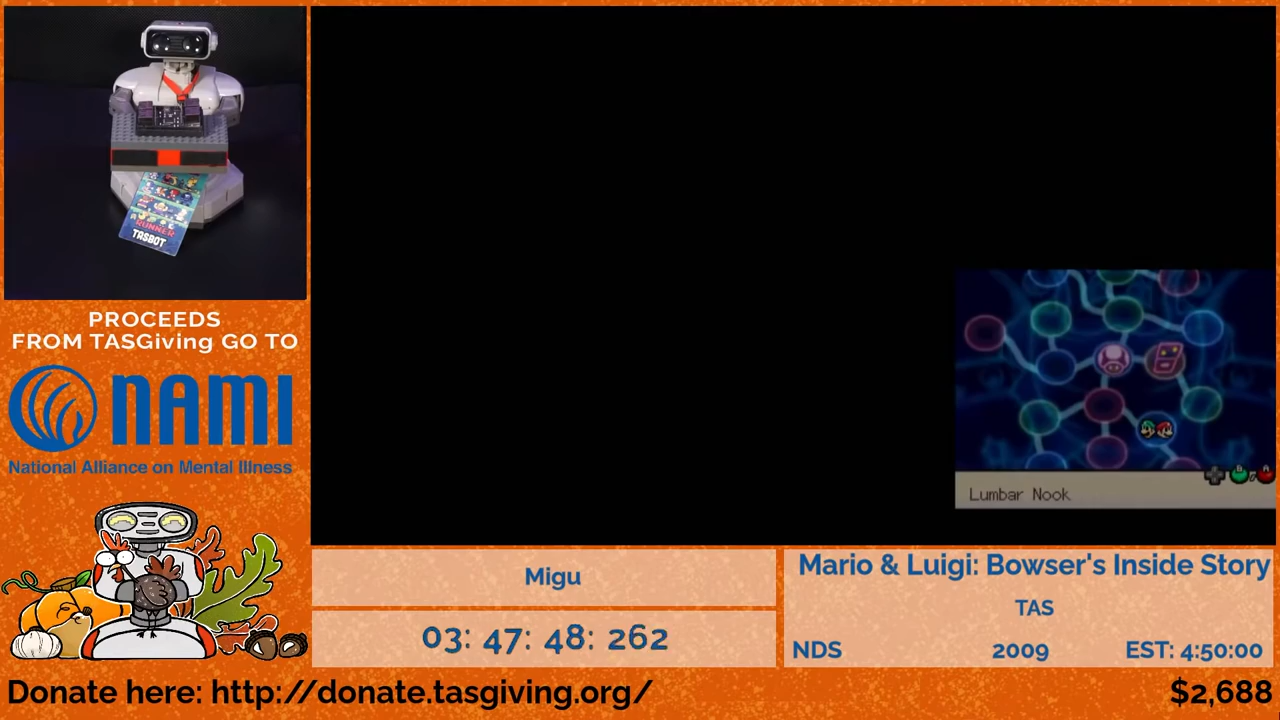 RUNNER
TASBOT
PROCEEDS
FROM TASGiving GO TO
NAMI
National Alliance on Mental Illness
Lumbar Nook
B
A
Migu
03: 47: 48: 262
Mario & Luigi: Bowser's Inside Story
TAS
NDS
2009
EST: 4:50:00
Donate here: http://donate.tasgiving.org/
$2,688